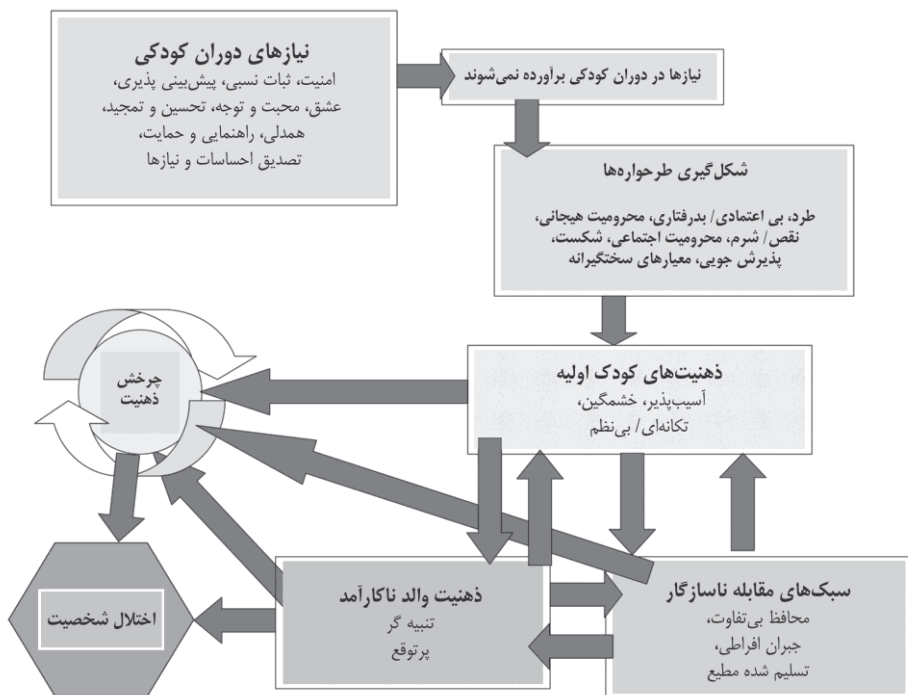 نیازهای دوران کودکی
امنیت، ثبات نسبی، پیش‌بینی پذیری،
عشق، محبت و توجه، تحسین و تمجید،
همدلی، راهنمایی و حمایت،
تصدیق احساسات و نیازها
نیازها در دوران کودکی برآورده نمی‌شوند
شکل‌گیری طرحواره‌ها
طرد، بی اعتمادی/ بدرفتاری، محرومیت هیجانی،
نقص/ شرم، محرومیت اجتماعی، شکست،
پذیرش جویی، معیارهای سختگیرانه
ذهنیت‌های کودک اولیه
آسیب‌پذیر، خشمگین،
تکانه‌ای/ بی‌نظم
چرخش
ذهنیت
سبک‌های مقابله ناسازگار
محافظ بی‌تفاوت،
جبران افراطی،
تسلیم شده مطیع
ذهنیت والد ناکارآمد
تنبیه گر
پرتوقع
اختلال شخصیت